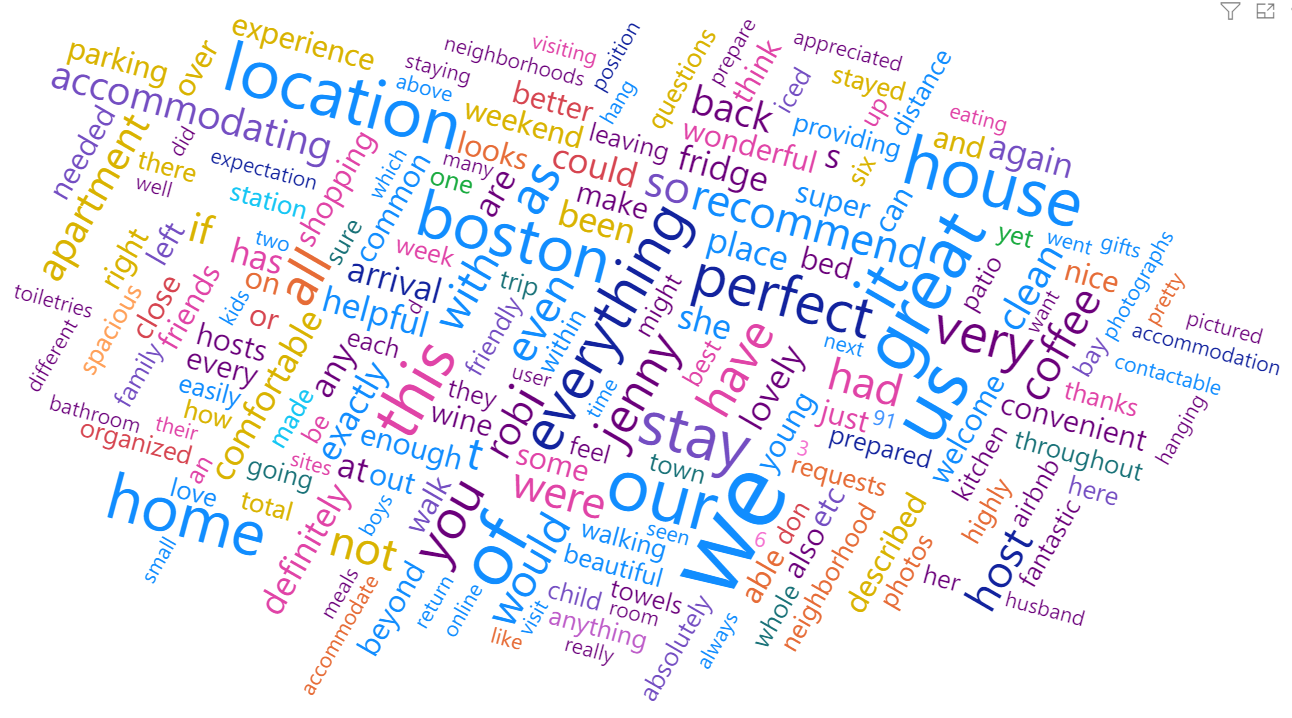 experience
visiting
position
neighborhoods
staying
parking
over
above
hang
questions
prepare
think
appreciated
iced
stayed
up
distance
eating
accommodating
location
weekend
better
leaving
back
wonderful
providing
s
six
and
again
house
needed
apartment
did
there
well
expectation
station
shopping
which
common
looks
many
one
are
as
could
make
been
so
fridge
recommend
super
can
place
bed
yet
went
gifts
photographs
patio
clean
nice
want
pretty
pictured
accommodation
bay
contactable
toiletries
different
right
left
if
two
has
sure
all
on
or
week
arrival
d
with
boston
trip
everything
might
perfect
it
great
very
coffee
spacious
close
friends
kids
family
hosts
every
helpful
each
any
friendly
even
within
she
best
have
next
lovely
had
us
thanks
hanging
convenient
bathroom
organized
their
easily
how
comfortable
made
be
exactly
this
they
user
wine
robi
time
jenny
stay
young
just
91
prepared
welcome
kitchen
throughout
an
going
sites
at
out
enough
t
some
feel
town
3
requests
here
airbnb
highly
home
love
total
small
definitely
boys
walk
you
were
our
we
6
don
etc
also
able
described
photos
host
fantastic
husband
her
not
of
would
walking
seen
beautiful
meals
accommodate
beyond
return
online
like
visit
child
towels
room
anything
really
absolutely
always
whole
neighborhood